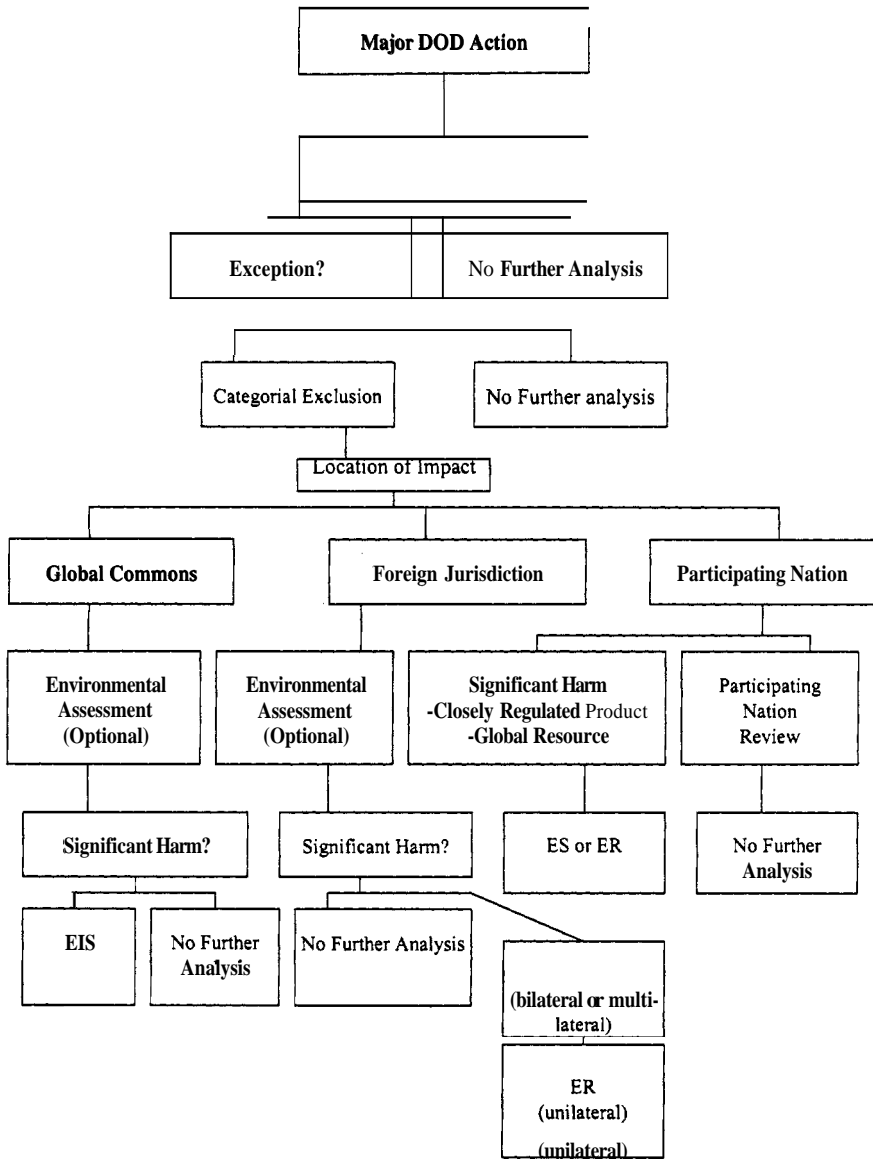 Major DOD Action
Exception?
No Further Analysis
Categorial Exclusion
No Further analysis
Location of Impact
Global Commons
Foreign Jurisdiction
Participating Nation
Environmental
Assessment
(Optional)
Environmental
Assessment
(Optional)
Significant Harm
-Closely Regulated Product
-Global Resource
Participating
Nation
Review
Significant Harm?
Significant Harm?
ES or ER
No Further
Analysis
EIS
No Further
Analysis
No Further Analysis
(bilateral or multi-
lateral)
ER
(unilateral)
(unilateral)